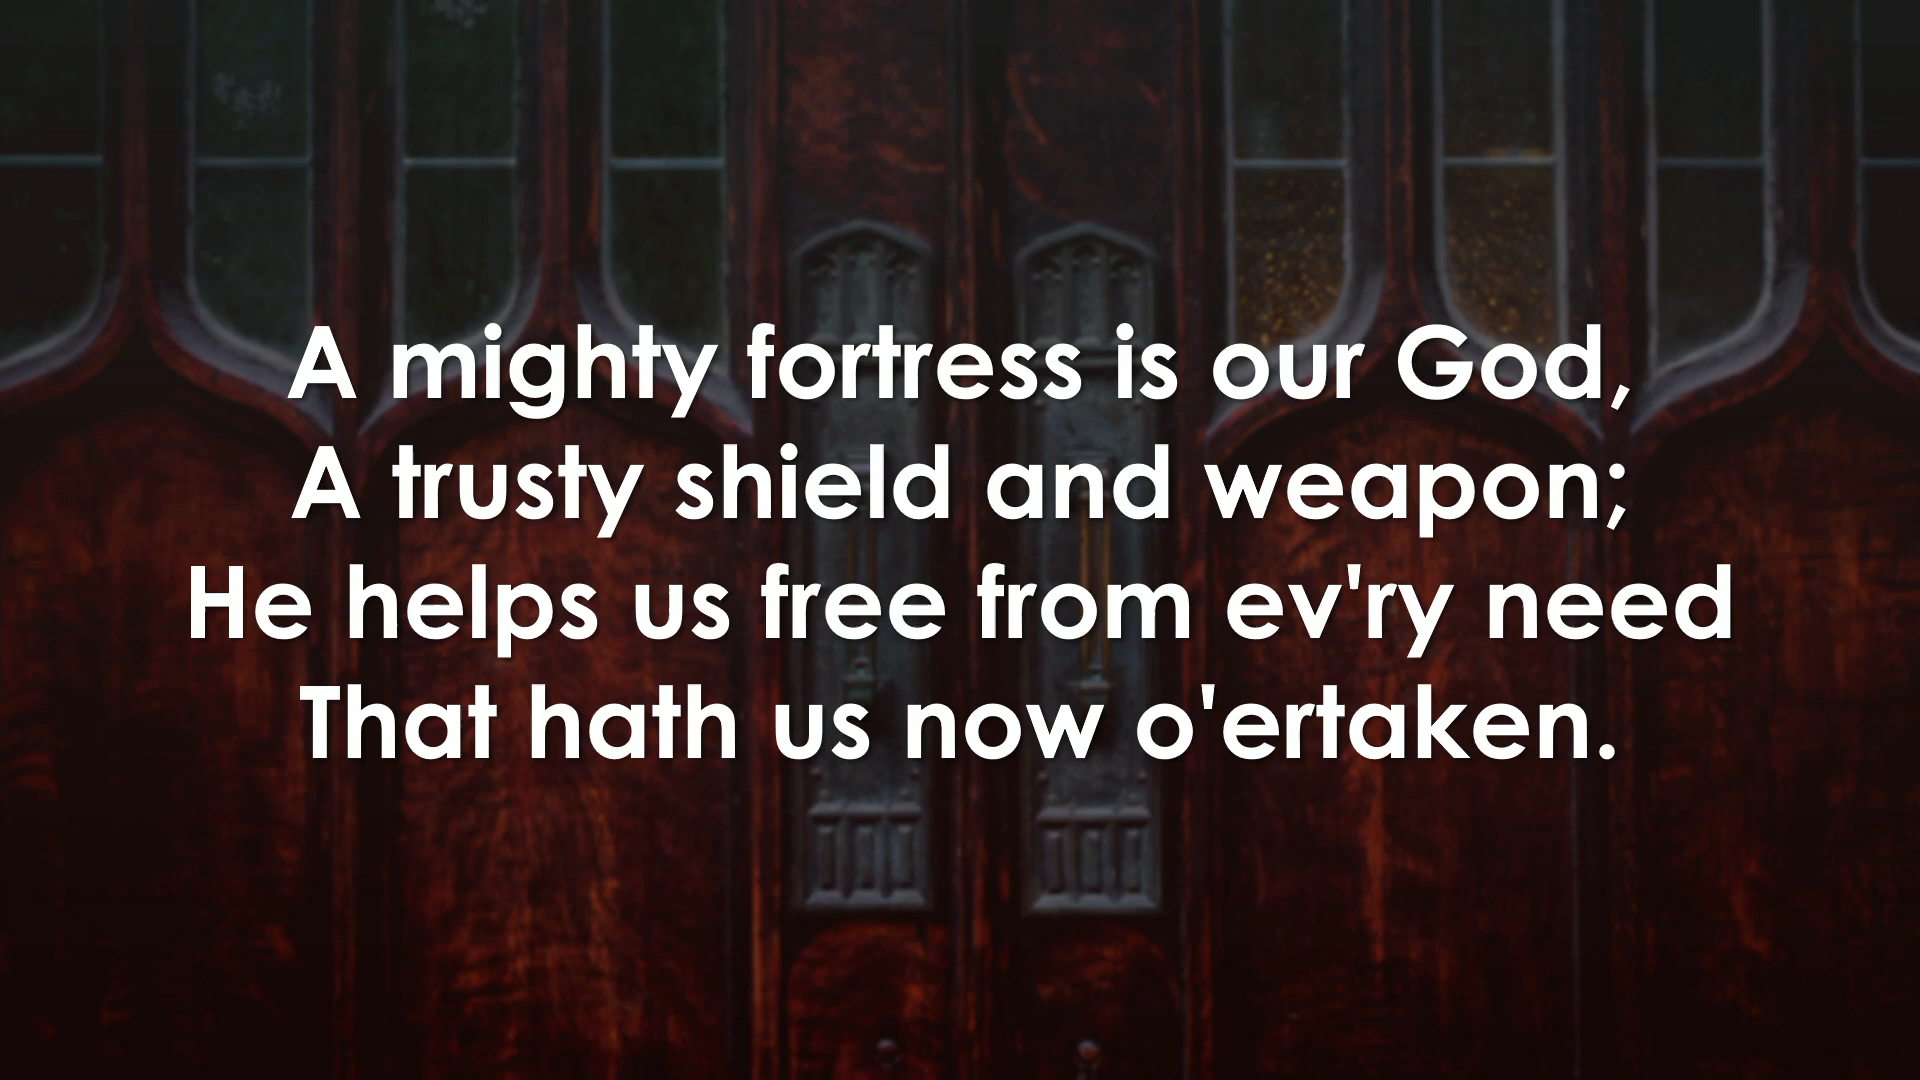 A mighty fortress is our God,
A trusty shield and weapon;
He helps us free from ev'ry need
That hath us now o'ertaken.